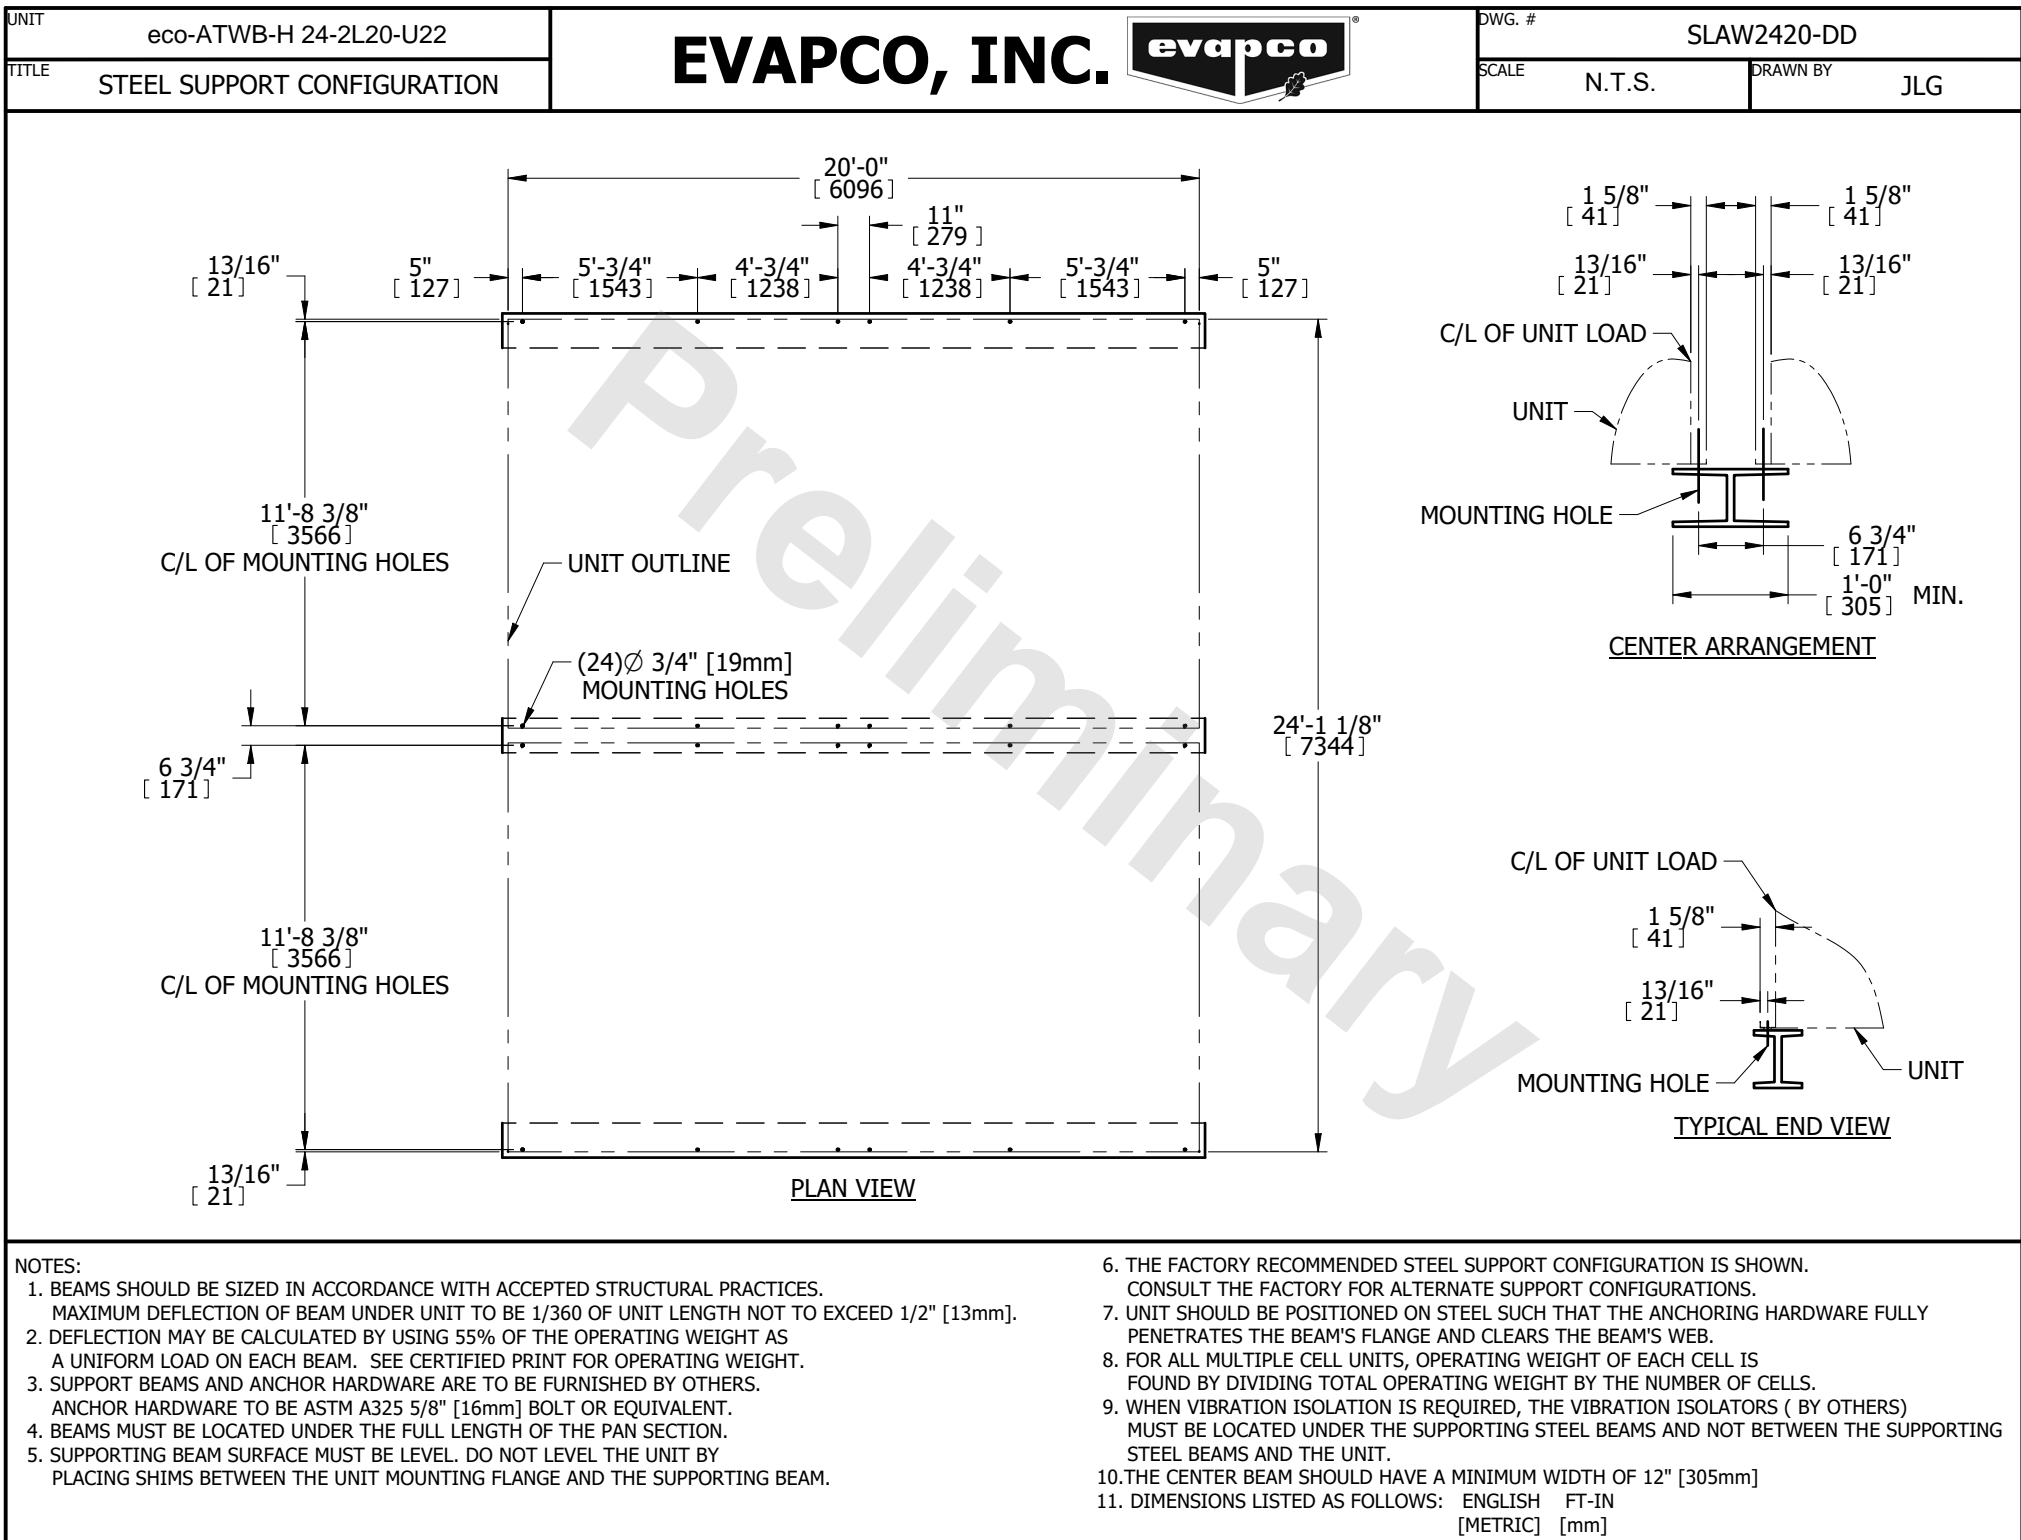 UNIT
eco-ATWB-H 24-2L20-U22
TITLE
STEEL SUPPORT CONFIGURATION
EVAPCO, INC.
evapco
®
DWG. #
SLAW2420-DD
SCALE
N.T.S.
DRAWN BY
JLG
20'-0"
[ 6096 ]
11"
[ 279 ]
13/16"
[ 21 ]
5"
[ 127 ]
5'-3/4"
[ 1543 ]
4'-3/4"
[ 1238 ]
4'-3/4"
[ 1238 ]
5'-3/4"
[ 1543 ]
5"
[ 127 ]
11'-8 3/8"
[ 3566 ]
C/L OF MOUNTING HOLES
UNIT OUTLINE
(24)Ø 3/4" [19mm]
MOUNTING HOLES
6 3/4"
[ 171 ]
24'-1 1/8"
[ 7344 ]
11'-8 3/8"
[ 3566 ]
C/L OF MOUNTING HOLES
13/16"
[ 21 ]
PLAN VIEW
Preliminary
1 5/8"
[ 41 ]
1 5/8"
[ 41 ]
13/16"
[ 21 ]
13/16"
[ 21 ]
C/L OF UNIT LOAD
UNIT
MOUNTING HOLE
6 3/4"
[ 171 ]
1'-0"
[ 305 ]
MIN.
CENTER ARRANGEMENT
C/L OF UNIT LOAD
1 5/8"
[ 41 ]
13/16"
[ 21 ]
MOUNTING HOLE
UNIT
TYPICAL END VIEW
NOTES:
1. BEAMS SHOULD BE SIZED IN ACCORDANCE WITH ACCEPTED STRUCTURAL PRACTICES.
MAXIMUM DEFLECTION OF BEAM UNDER UNIT TO BE 1/360 OF UNIT LENGTH NOT TO EXCEED 1/2" [13mm].
2. DEFLECTION MAY BE CALCULATED BY USING 55% OF THE OPERATING WEIGHT AS
A UNIFORM LOAD ON EACH BEAM. SEE CERTIFIED PRINT FOR OPERATING WEIGHT.
3. SUPPORT BEAMS AND ANCHOR HARDWARE ARE TO BE FURNISHED BY OTHERS.
ANCHOR HARDWARE TO BE ASTM A325 5/8" [16mm] BOLT OR EQUIVALENT.
4. BEAMS MUST BE LOCATED UNDER THE FULL LENGTH OF THE PAN SECTION.
5. SUPPORTING BEAM SURFACE MUST BE LEVEL. DO NOT LEVEL THE UNIT BY
PLACING SHIMS BETWEEN THE UNIT MOUNTING FLANGE AND THE SUPPORTING BEAM.
6. THE FACTORY RECOMMENDED STEEL SUPPORT CONFIGURATION IS SHOWN.
CONSULT THE FACTORY FOR ALTERNATE SUPPORT CONFIGURATIONS.
7. UNIT SHOULD BE POSITIONED ON STEEL SUCH THAT THE ANCHORING HARDWARE FULLY
PENETRATES THE BEAM'S FLANGE AND CLEARS THE BEAM'S WEB.
8. FOR ALL MULTIPLE CELL UNITS, OPERATING WEIGHT OF EACH CELL IS
FOUND BY DIVIDING TOTAL OPERATING WEIGHT BY THE NUMBER OF CELLS.
9. WHEN VIBRATION ISOLATION IS REQUIRED, THE VIBRATION ISOLATORS ( BY OTHERS)
MUST BE LOCATED UNDER THE SUPPORTING STEEL BEAMS AND NOT BETWEEN THE SUPPORTING
STEEL BEAMS AND THE UNIT.
10.THE CENTER BEAM SHOULD HAVE A MINIMUM WIDTH OF 12" [305mm]
11. DIMENSIONS LISTED AS FOLLOWS: ENGLISH FT-IN
[METRIC] [mm]